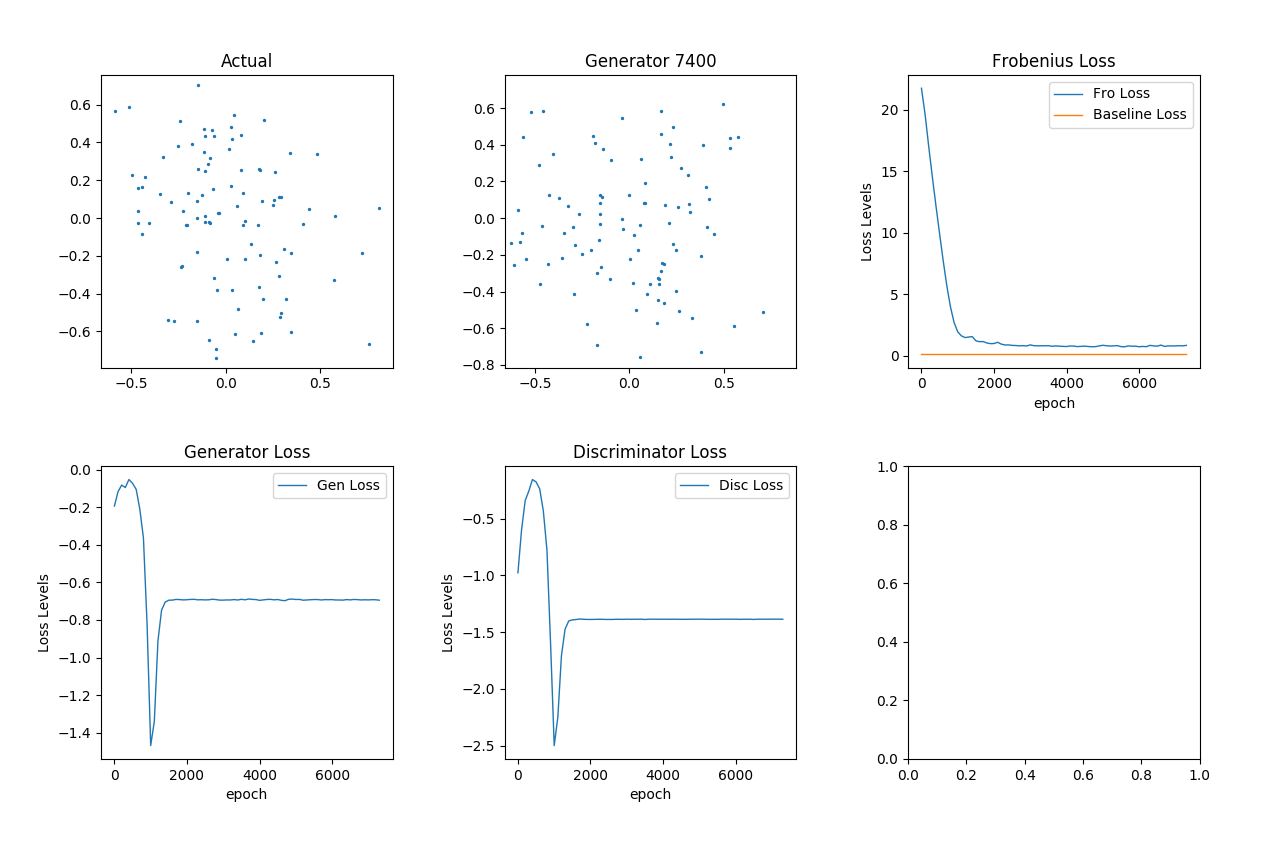 Actual
0.6
0.4
0.2
0.0
−0.2
−0.4
−0.6
−0.5 0.0 0.5
Generator 7400
0.6
0.4
0.2
0.0
−0.2
−0.4
−0.6
−0.8
−0.5 0.0 0.5
Frobenius Loss
Fro Loss
Baseline Loss
Loss Levels
20
15
10
5
0
0 2000 4000 6000
epoch
Generator Loss
Gen Loss
Loss Levels
0.0
−0.2
−0.4
−0.6
−0.8
−1.0
−1.2
−1.4
0 2000 4000 6000
epoch
Discriminator Loss
Disc Loss
Loss Levels
−0.5
−1.0
−1.5
−2.0
−2.5
0 2000 4000 6000
epoch
1.0
0.8
0.6
0.4
0.2
0.0
0.0 0.2 0.4 0.6 0.8 1.0